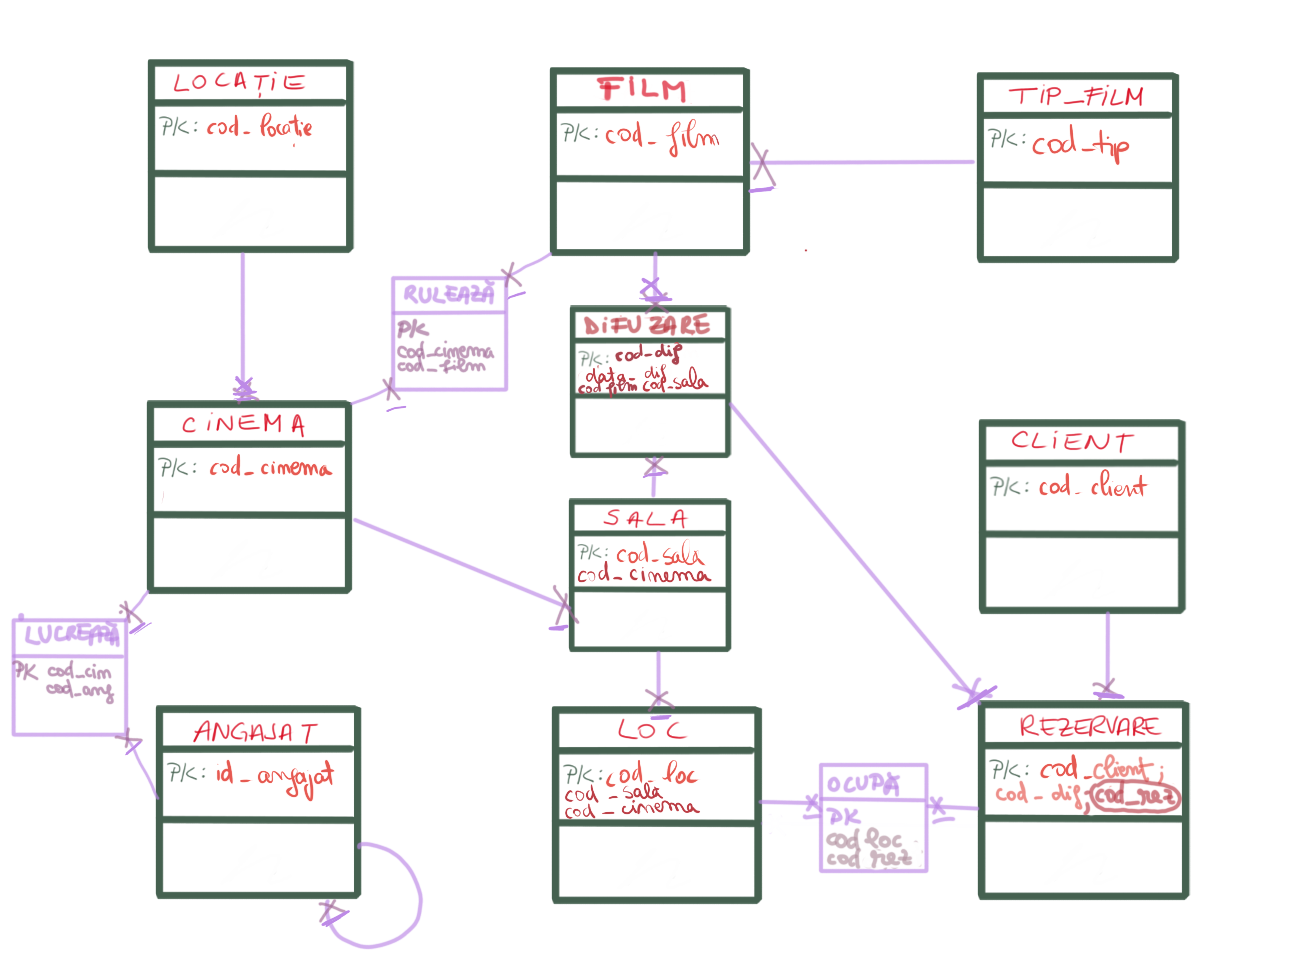 LOCAȚIE
PK: cod_locatie
FILM
PK: cod_film
TIP_FILM
PK: cod_tip
RULEAZĂ
PK
cod_cinema
cod_film
DIFUZARE
PK: cod_dif
data_dif
cod_film cod_sala
CINEMA
PK: cod_cinema
SALA
PK: cod_sala
cod_cinema
CLIENT
PK: cod_client
LUCREAZĂ
PK cod_cim
cod_ang
ANGAJAT
PK: id_angajat
LOC
PK: cod_loc
cod_sala
cod_cinema
OCUPĂ
PK
cod loc
cod rez
REZERVARE
PK: cod_client;
cod_dif; cod_rez